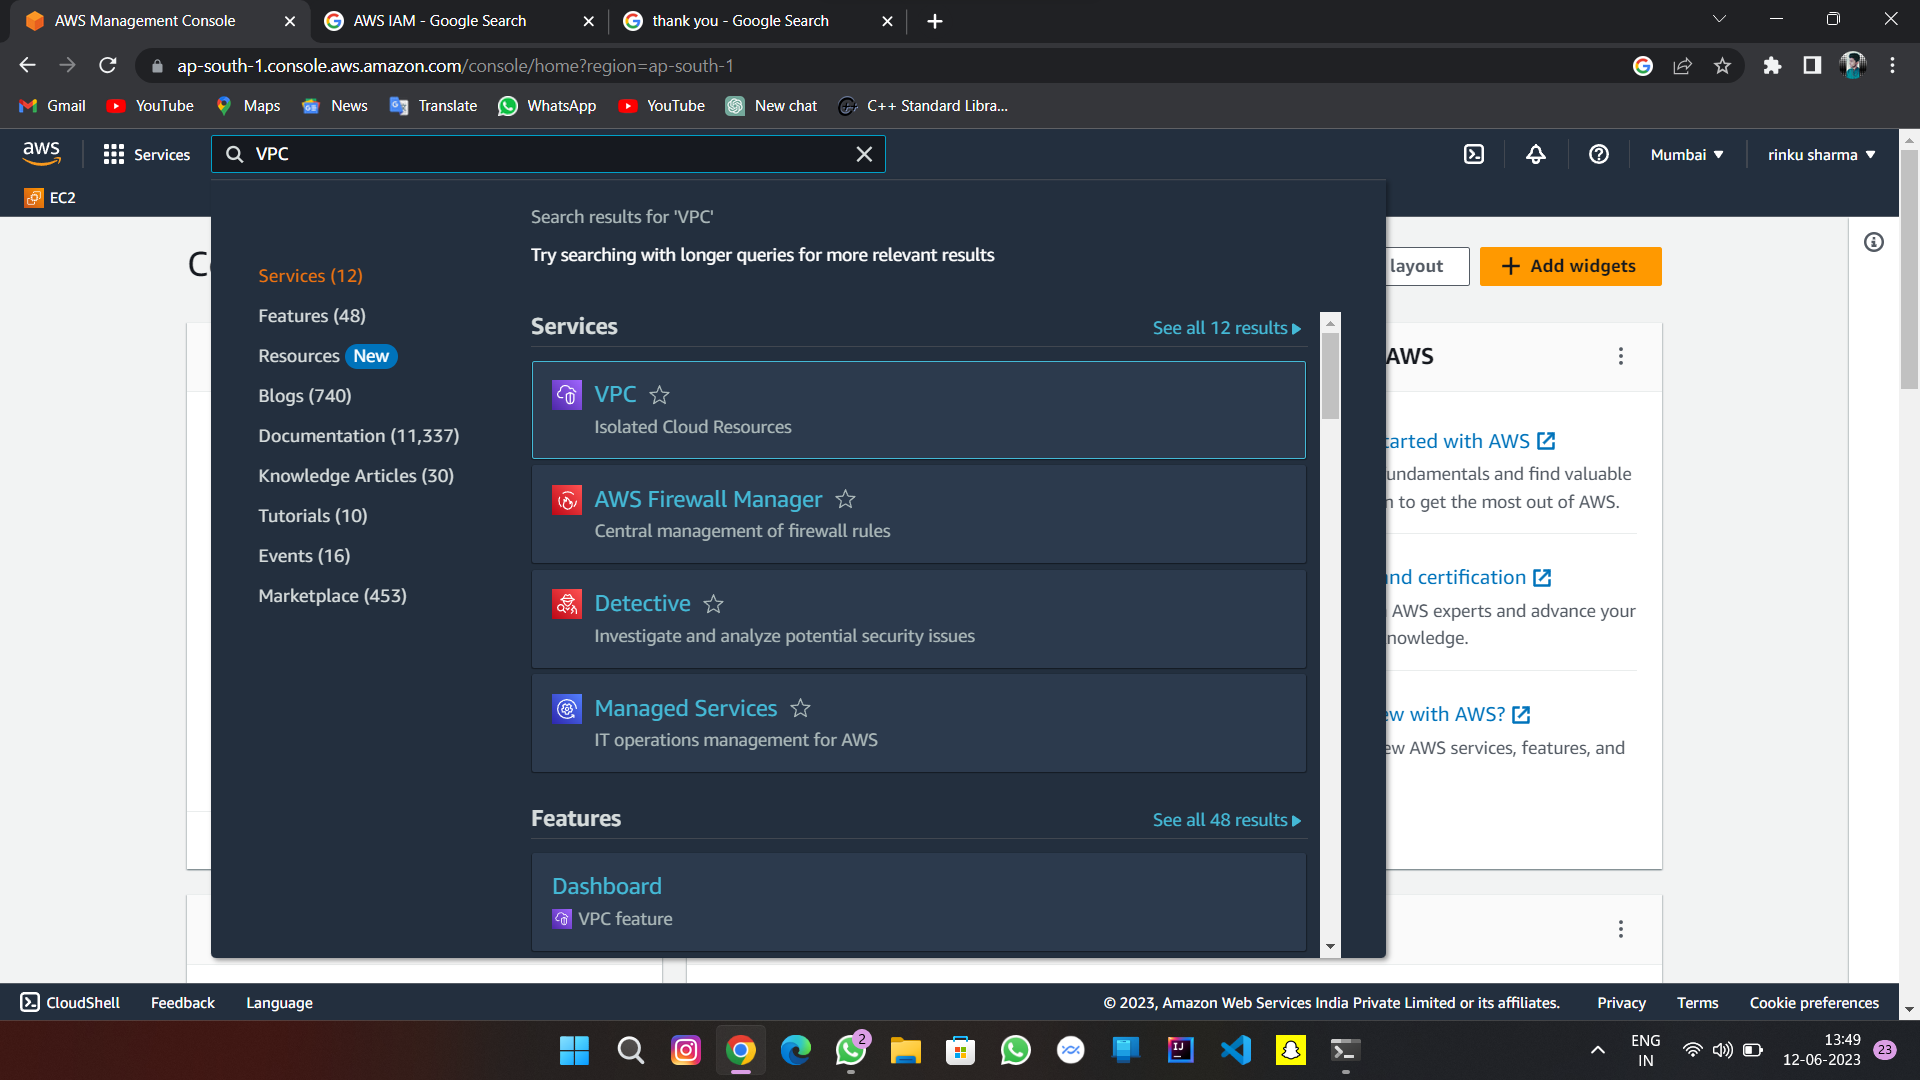 AWS Management Console
AWS IAM - Google Search
thank you - Google Search
ap-south-1.console.aws.amazon.com/console/home?region=ap-south-1
Gmail
YouTube
Maps
News
Translate
WhatsApp
YouTube
New chat
C++ Standard Libra...
aws
Services
VPC
Mumbai
rinku sharma
EC2
Search results for 'VPC'
Try searching with longer queries for more relevant results
Services (12)
Features (48)
Resources New
Blogs (740)
Documentation (11,337)
Knowledge Articles (30)
Tutorials (10)
Events (16)
Marketplace (453)
Services
See all 12 results
VPC
Isolated Cloud Resources
AWS Firewall Manager
Central management of firewall rules
Detective
Investigate and analyze potential security issues
Managed Services
IT operations management for AWS
Features
See all 48 results
Dashboard
VPC feature
layout
Add widgets
AWS
tarted with AWS
undamentals and find valuable
n to get the most out of AWS.
nd certification
AWS experts and advance your
nowledge.
ew with AWS?
ew AWS services, features, and
CloudShell
Feedback
Language
© 2023, Amazon Web Services India Private Limited or its affiliates.
Privacy
Terms
Cookie preferences
2
IJ
ENG
IN
13:49
12-06-2023
23